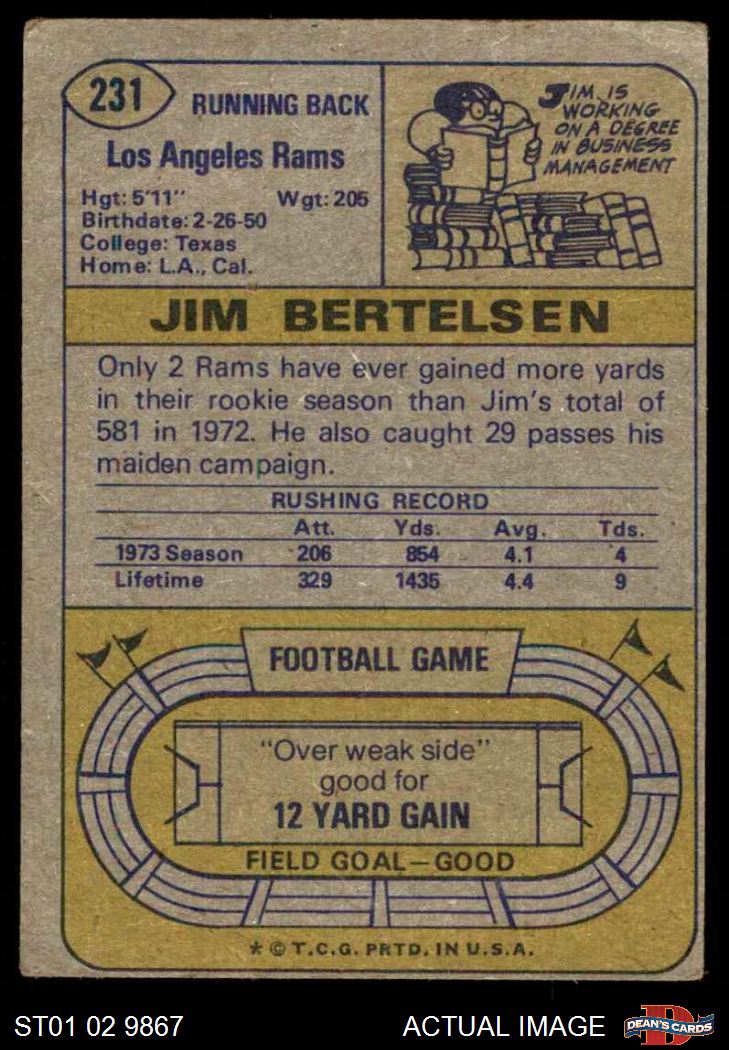 231
RUNNING BACK
Los Angeles Rams
Hgt: 5'11" Wgt: 205
Birthdate: 2-26-50
College: Texas
Home: L.A., Cal.
JIM IS
WORKING
ON A DEGREE
IN BUSINESS
MANAGEMENT
JIM BERTELSEN
Only 2 Rams have ever gained more yards
in their rookie season than Jim's total of
581 in 1972. He also caught 29 passes his
maiden campaign.
RUSHING RECORD
Att. Yds. Avg. Tds.
1973 Season 206 854 4.1 4
Lifetime 329 1435 4.4 9
FOOTBALL GAME
"Over weak side"
good for
12 YARD GAIN
FIELD GOAL—GOOD
* © T.C.G. PRTD. IN U.S.A.
ST01 02 9867
ACTUAL IMAGE
D
DEAN'S CARDS